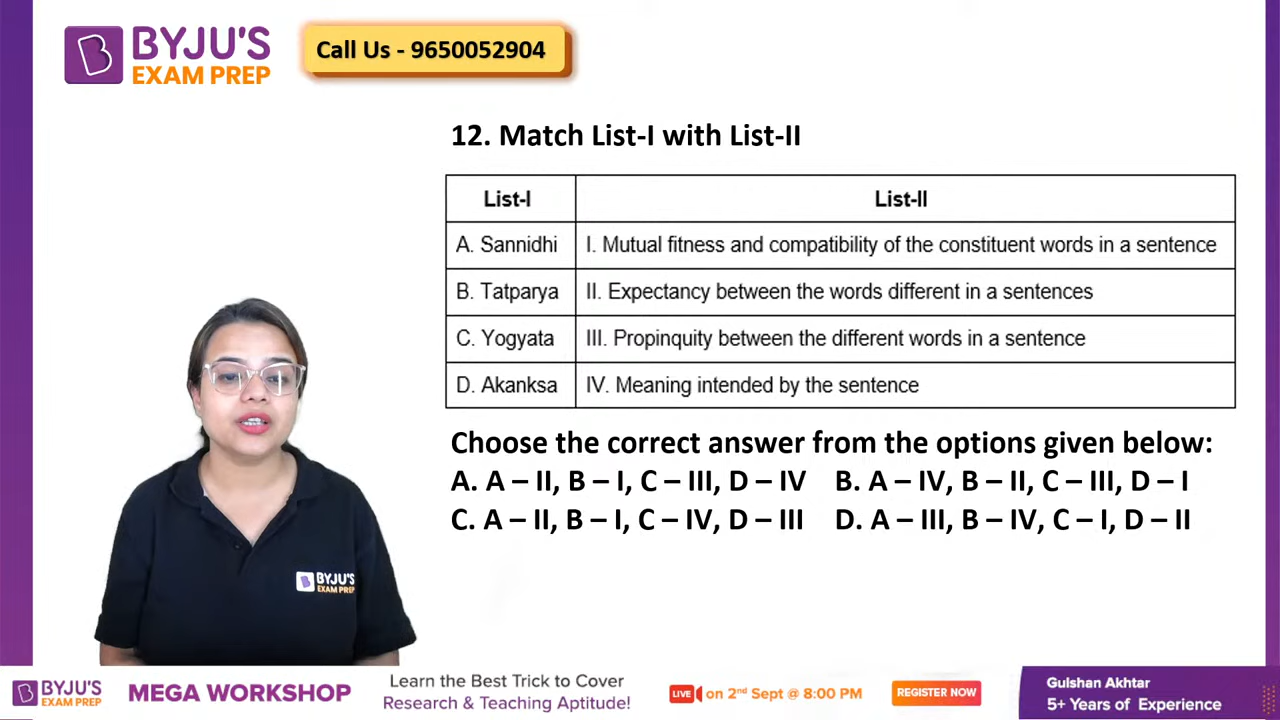 BYJU'S
EXAM PREP
Call Us - 9650052904
12. Match List-I with List-II
List-I List-II
A. Sannidhi I. Mutual fitness and compatibility of the constituent words in a sentence
B. Tatparya II. Expectancy between the words different in a sentences
C. Yogyata III. Propinquity between the different words in a sentence
D. Akanksa IV. Meaning intended by the sentence
Choose the correct answer from the options given below:
A. A – II, B – I, C – III, D – IV B. A – IV, B – II, C – III, D – I
C. A – II, B – I, C – IV, D – III D. A – III, B – IV, C – I, D – II
BYJU'S
EXAM PREP
BYJU'S
EXAM PREP
MEGA WORKSHOP
Learn the Best Trick to Cover
Research & Teaching Aptitude!
LIVE on 2nd Sept @ 8:00 PM
REGISTER NOW
Gulshan Akhtar
5+ Years of Experience